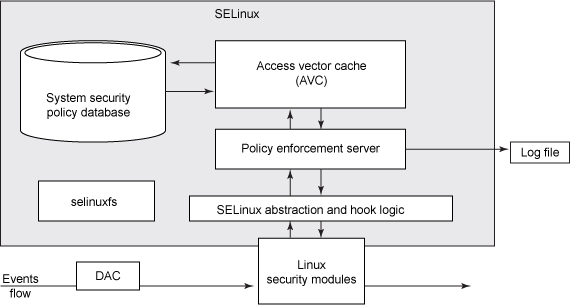 SELinux
Access vector cache
(AVC)
System security
policy database
Policy enforcement server
Log file
selinuxfs
SELinux abstraction and hook logic
Linux
security modules
DAC
Events
flow